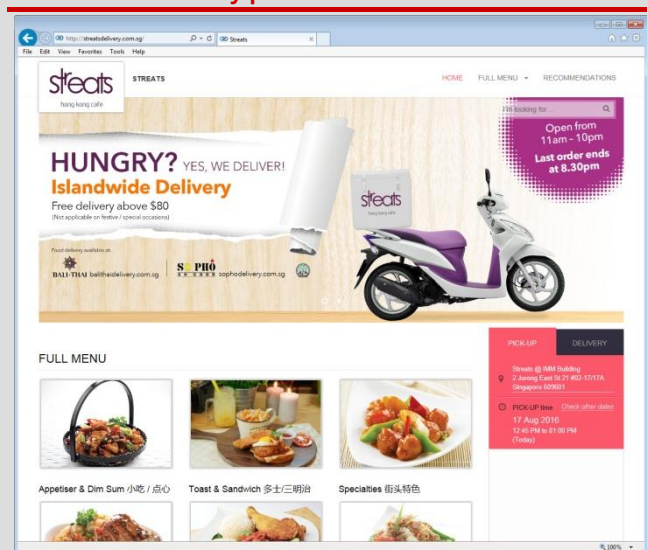 http://streatsdelivery.com.sg/
Streats
File Edit View Favorites Tools Help
streats
hong kong cafe
STREATS
HOME FULL MENU RECOMMENDATIONS
I'm looking for ...
Open from
11am - 10pm
Last order ends
at 8.30pm
HUNGRY? YES, WE DELIVER!
Islandwide Delivery
Free delivery above $80
(Not applicable on festive / special occasions)
Food delivery available at:
BALI-THAI balithaidelivery.com.sg
SO PHỞ sophodelivery.com.sg
streats
hong kong cafe
FULL MENU
PICK-UP DELIVERY
Streats @ IMM Building
2 Jurong East St 21 #02-17/17A
Singapore 609601
PICK-UP time Check other dates
17 Aug 2016
12:45 PM to 01:00 PM
(Today)
Appetiser & Dim Sum 小吃 / 点心
Toast & Sandwich 多士/三明治
Specialties 街头特色
100%